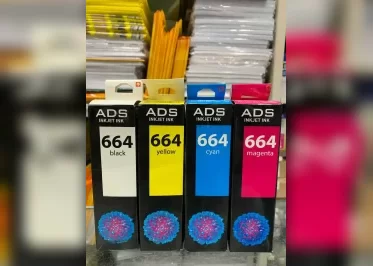 ADS
INKJET INK
664
black
ADS
INKJET INK
664
yellow
ADS
INKJET INK
664
cyan
ADS
INKJET INK
664
magenta